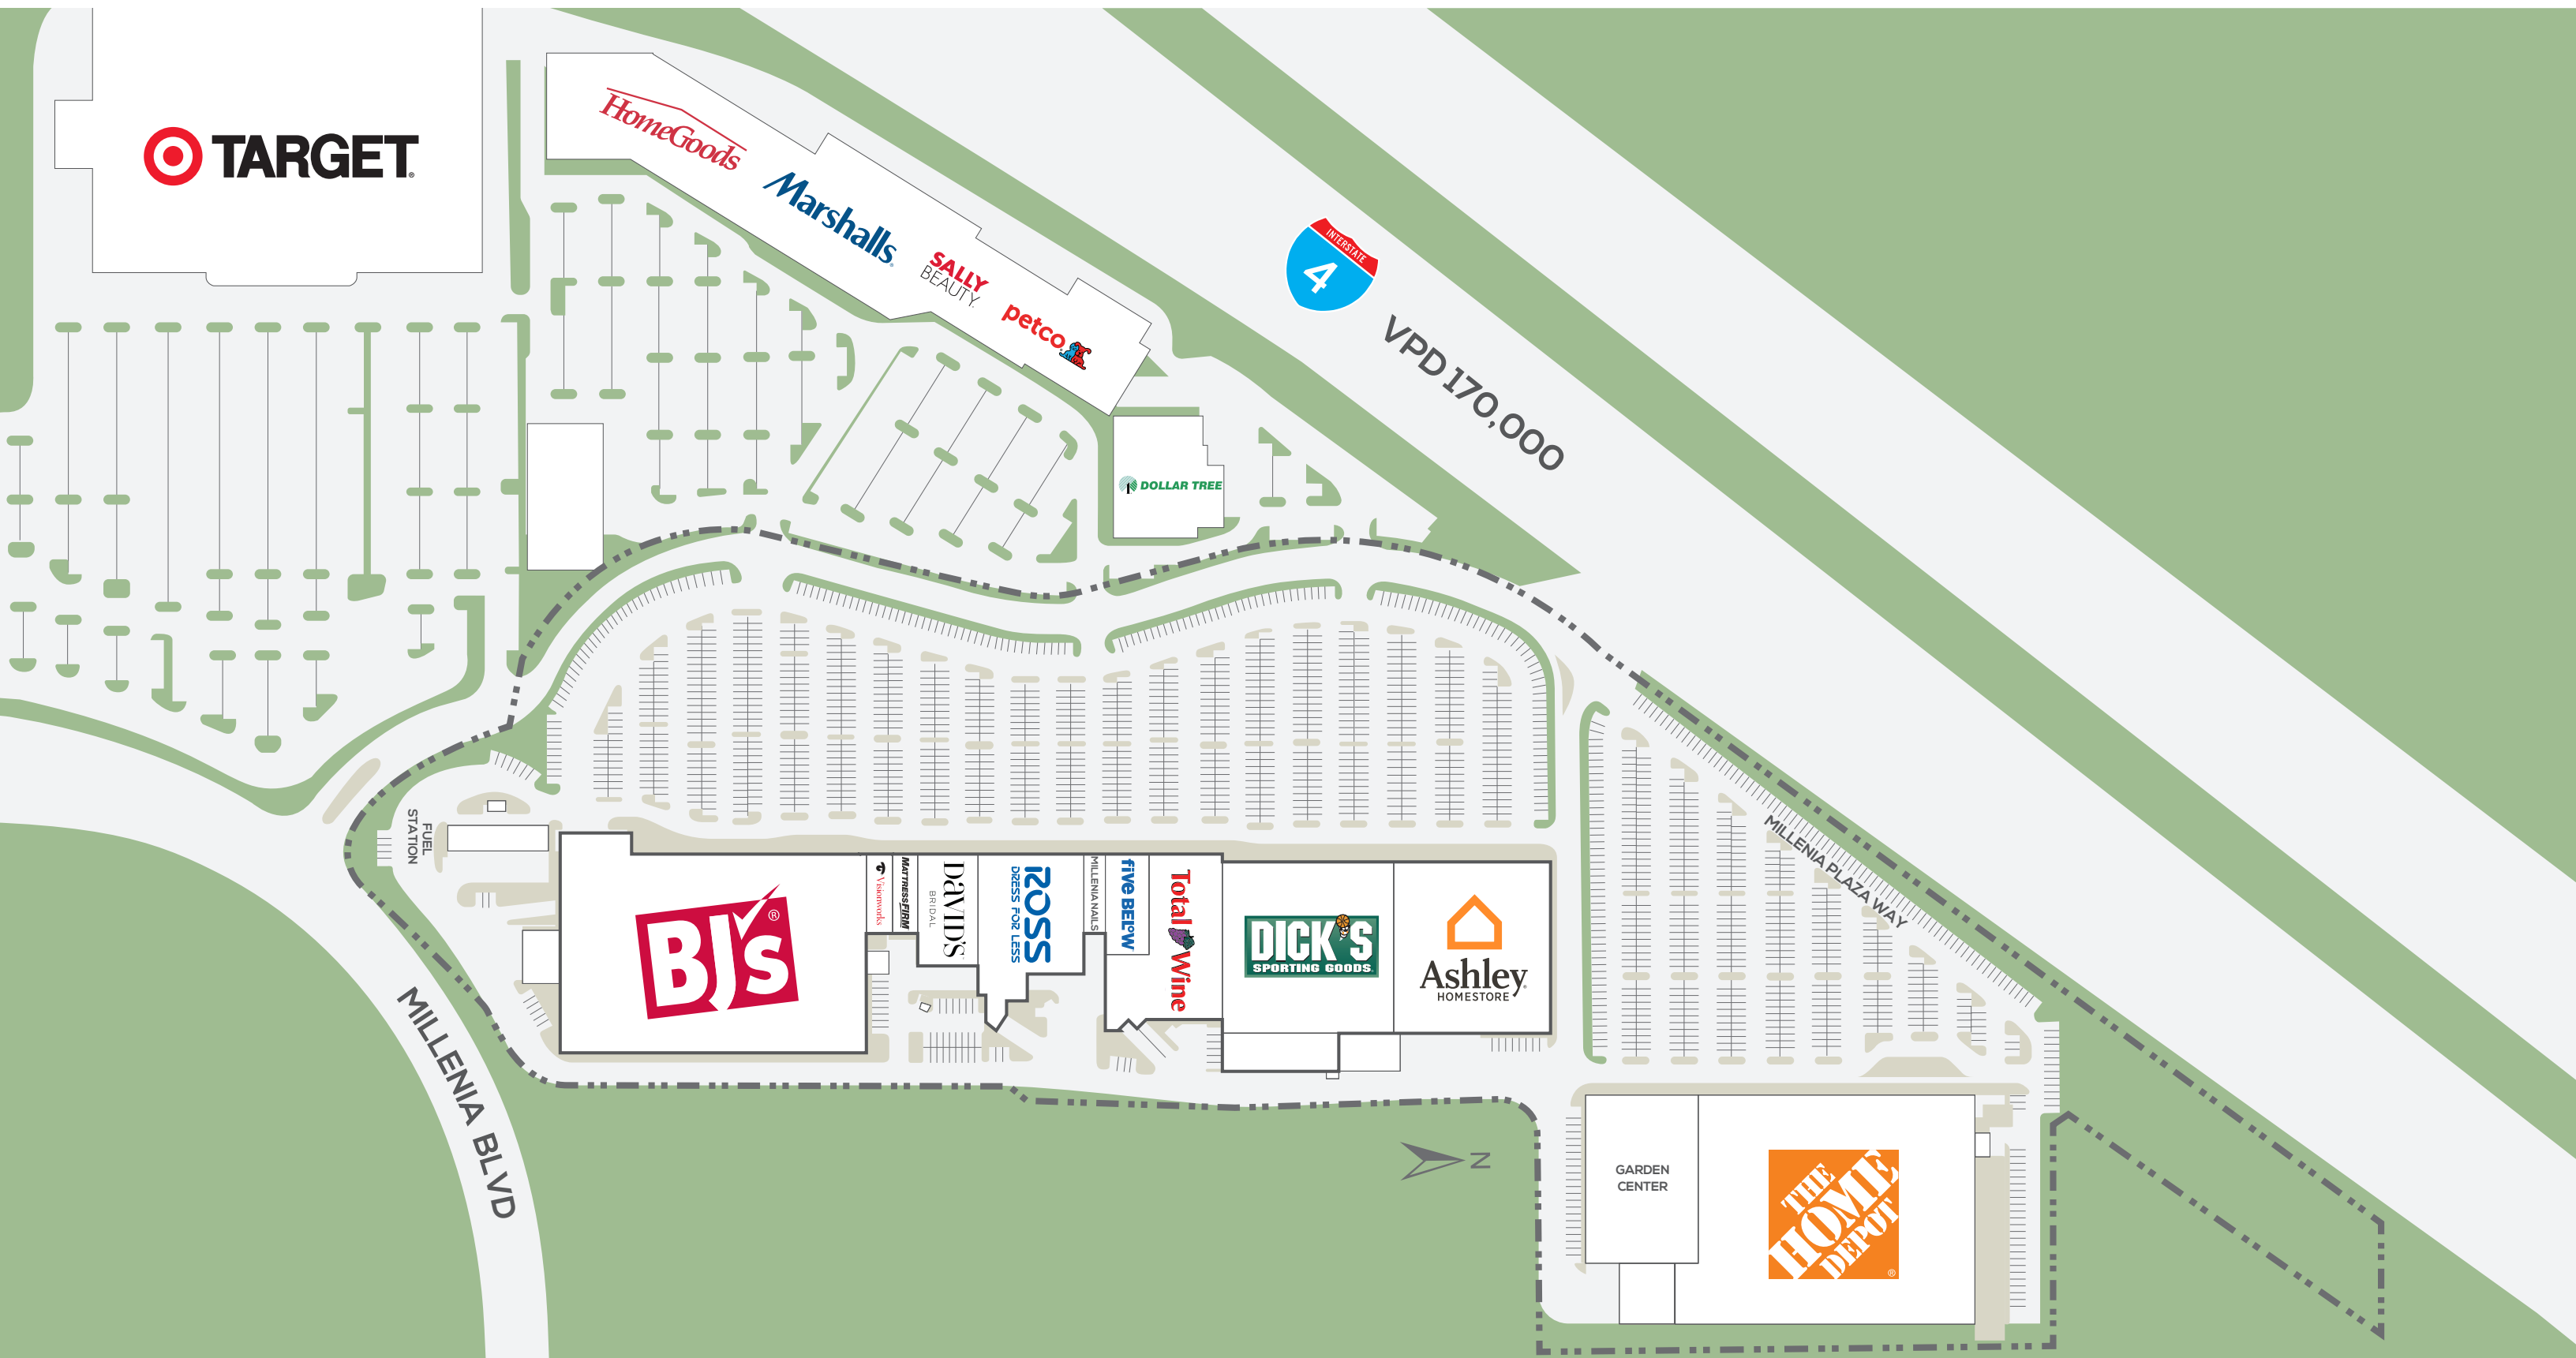 TARGET
HomeGoods
Marshalls
SALLY
BEAUTY
petco
INTERSTATE
4
VPD 170,000
DOLLAR TREE
MILLENIA PLAZA WAY
FUEL
STATION
MILLENIA BLVD
BJ's
Visionworks
MATTRESSFIRM
DaVID'S
BRIDAL
ROSS
DRESS FOR LESS
MILLENIA NAILS
five BELOW
Total Wine
DICK'S
SPORTING GOODS
Ashley
HOMESTORE
N
GARDEN
CENTER
THE
HOME
DEPOT